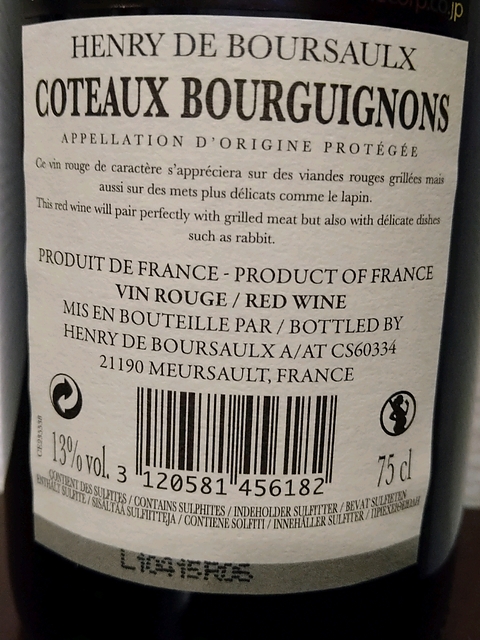 corp.co.jp
HENRY DE BOURSAULX
COTEAUX BOURGUIGNONS
APPELLATION D'ORIGINE PROTÉGÉE
Ce vin rouge de caractère s'appréciera sur des viandes rouges grillées mais
aussi sur des mets plus délicats comme le lapin.
This red wine will pair perfectly with grilled meat but also with délicate dishes
such as rabbit.
PRODUIT DE FRANCE - PRODUCT OF FRANCE
VIN ROUGE / RED WINE
MIS EN BOUTEILLE PAR / BOTTLED BY
HENRY DE BOURSAULX A/AT CS60334
21190 MEURSAULT, FRANCE
13% vol.
3 120581 456182
75 cl
CONTIENT DES SULFITES / CONTAINS SULPHITES / INDEHOLDER SULFITTER / BEVAT SULFIETEN
ENTHÄLT SULFITE / SISÄLTÄÄ SULFIITTEJA / CONTIENE SOLFITI / INNEHÅLLER SULFITER /
L10415R05